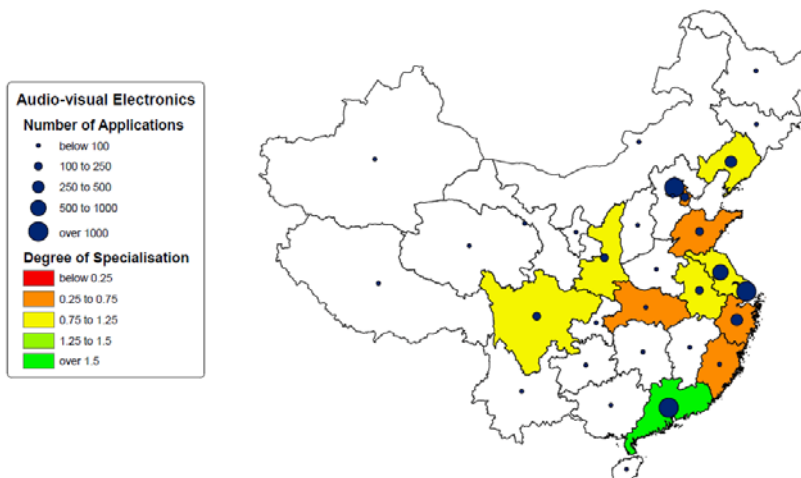 Audio-visual Electronics
Number of Applications
below 100
100 to 250
250 to 500
500 to 1000
over 1000
Degree of Specialisation
below 0.25
0.25 to 0.75
0.75 to 1.25
1.25 to 1.5
over 1.5